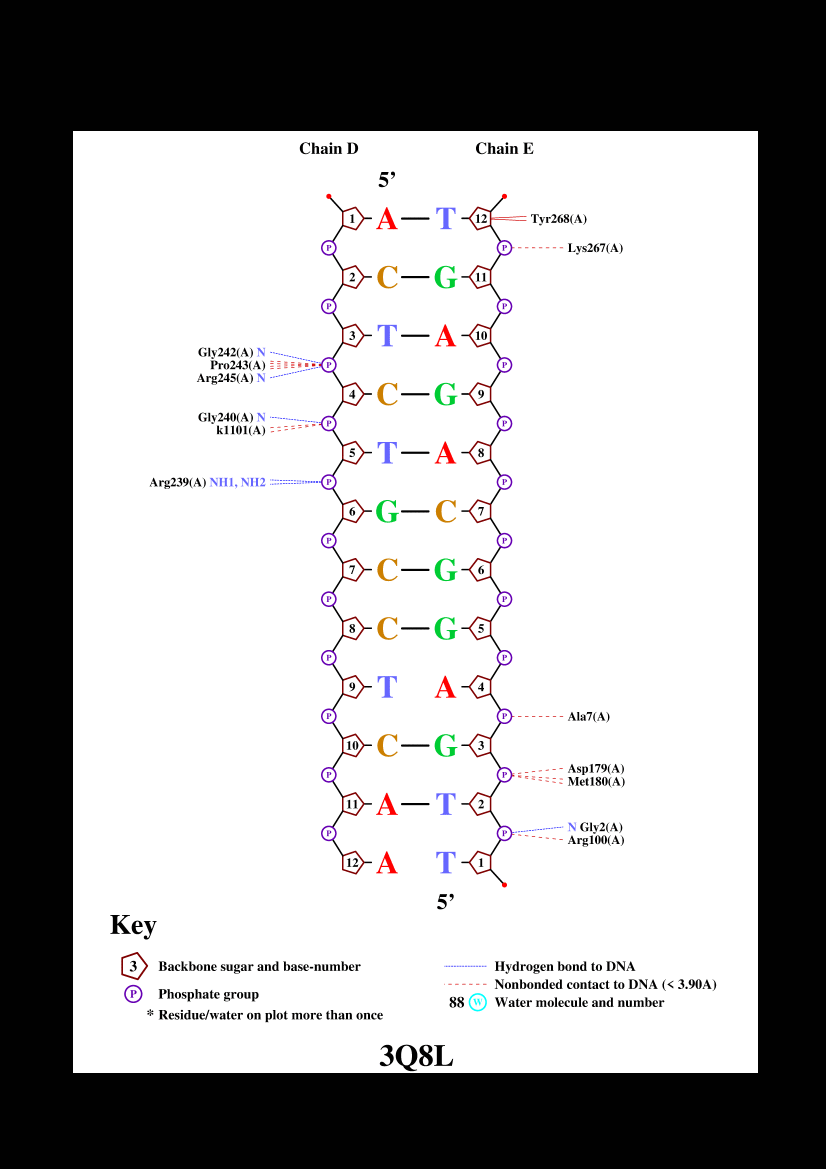 Chain D Chain E
5’
1 A T 12 Tyr268(A)
P P Lys267(A)
2 C G 11
P P
3 T A 10
Gly242(A) N
Pro243(A) P P
Arg245(A) N
4 C G 9
Gly240(A) N P P
k1101(A)
5 T A 8
Arg239(A) NH1, NH2 P P
6 G C 7
P P
7 C G 6
P P
8 C G 5
P P
9 T A 4
P P Ala7(A)
10 C G 3
P P Asp179(A)
Met180(A)
11 A T 2
P P N Gly2(A)
Arg100(A)
12 A T 1
5’
Key
3 Backbone sugar and base-number
P Phosphate group
* Residue/water on plot more than once
Hydrogen bond to DNA
Nonbonded contact to DNA (< 3.90A)
88 W Water molecule and number
3Q8L